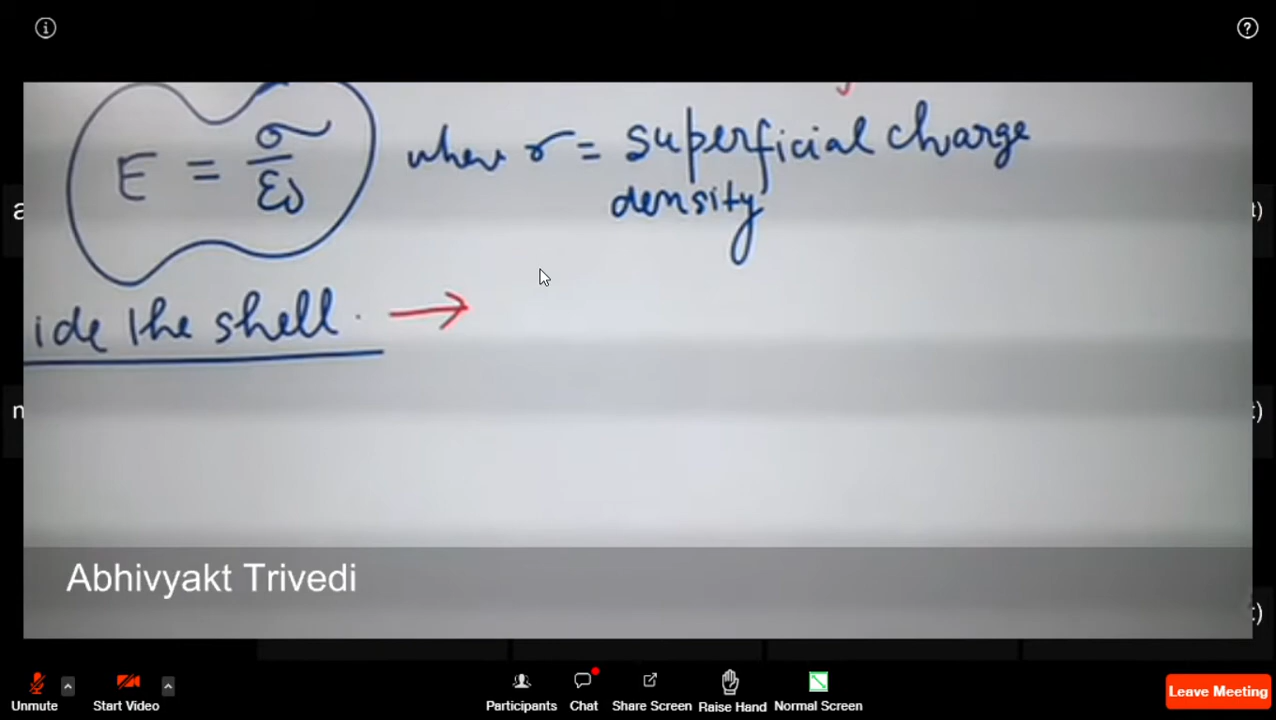 E = σ/ε0 where σ = superficial charge
density
ide the shell. →
Abhivyakt Trivedi
a
t)
n
t)
t)
Unmute
Start Video
Participants
Chat
Share Screen
Raise Hand
Normal Screen
Leave Meeting